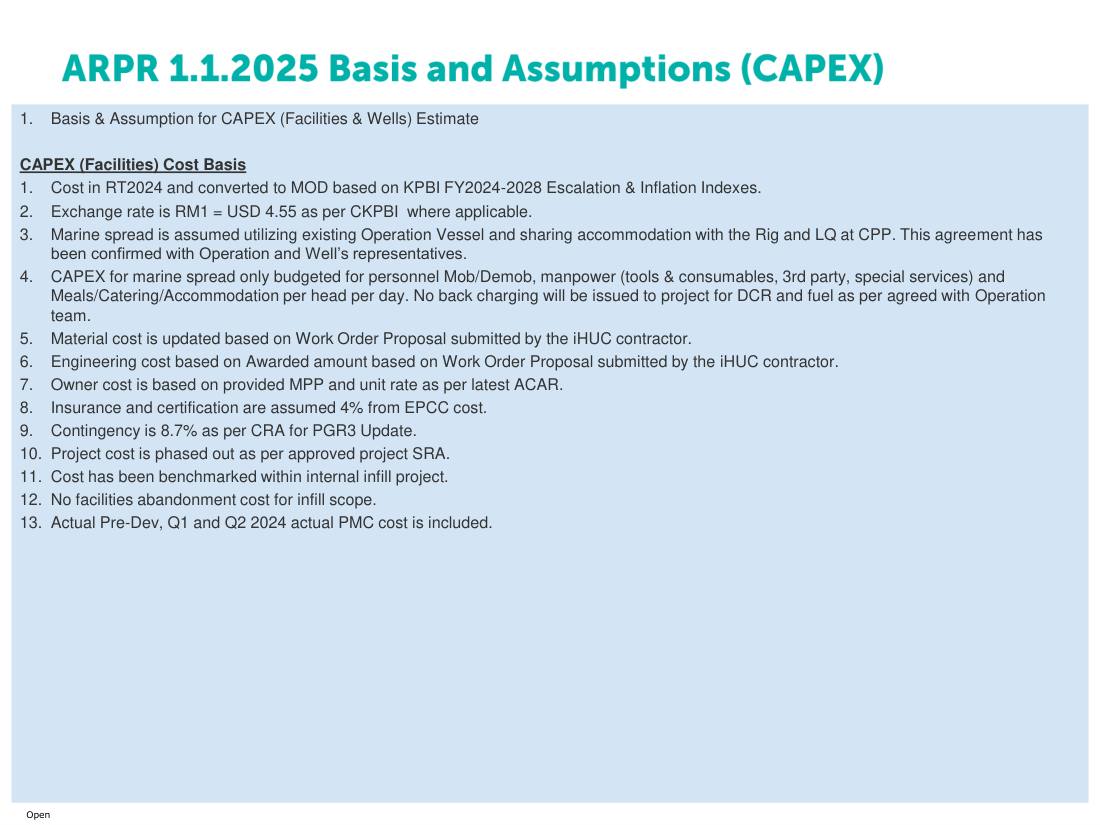 ARPR 1.1.2025 Basis and Assumptions (CAPEX)
1. Basis & Assumption for CAPEX (Facilities & Wells) Estimate
CAPEX (Facilities) Cost Basis
1. Cost in RT2024 and converted to MOD based on KPBI FY2024-2028 Escalation & Inflation Indexes.
2. Exchange rate is RM1 = USD 4.55 as per CKPBI  where applicable.
3. Marine spread is assumed utilizing existing Operation Vessel and sharing accommodation with the Rig and LQ at CPP. This agreement has
been confirmed with Operation and Well’s representatives.
4. CAPEX for marine spread only budgeted for personnel Mob/Demob, manpower (tools & consumables, 3rd party, special services) and
Meals/Catering/Accommodation per head per day. No back charging will be issued to project for DCR and fuel as per agreed with Operation
team.
5. Material cost is updated based on Work Order Proposal submitted by the iHUC contractor.
6. Engineering cost based on Awarded amount based on Work Order Proposal submitted by the iHUC contractor.
7. Owner cost is based on provided MPP and unit rate as per latest ACAR.
8. Insurance and certification are assumed 4% from EPCC cost.
9. Contingency is 8.7% as per CRA for PGR3 Update.
10. Project cost is phased out as per approved project SRA.
11. Cost has been benchmarked within internal infill project.
12. No facilities abandonment cost for infill scope.
13. Actual Pre-Dev, Q1 and Q2 2024 actual PMC cost is included.
Open